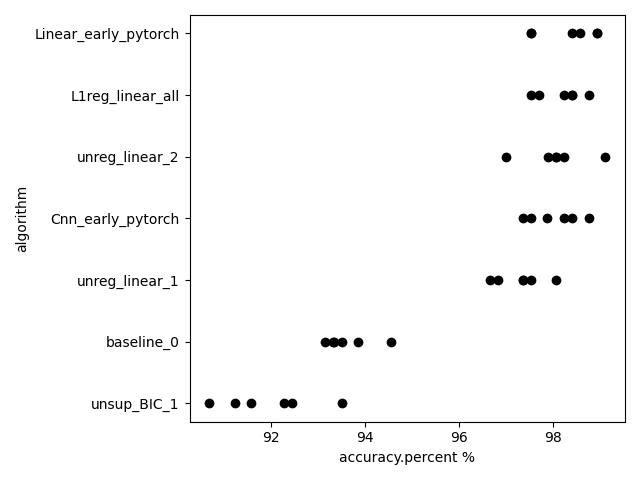 Linear_early_pytorch
L1reg_linear_all
unreg_linear_2
Cnn_early_pytorch
unreg_linear_1
baseline_0
unsup_BIC_1
algorithm
92 94 96 98
accuracy.percent %